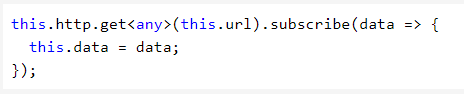 this.http.get<any>(this.url).subscribe(data => {
  this.data = data;
});